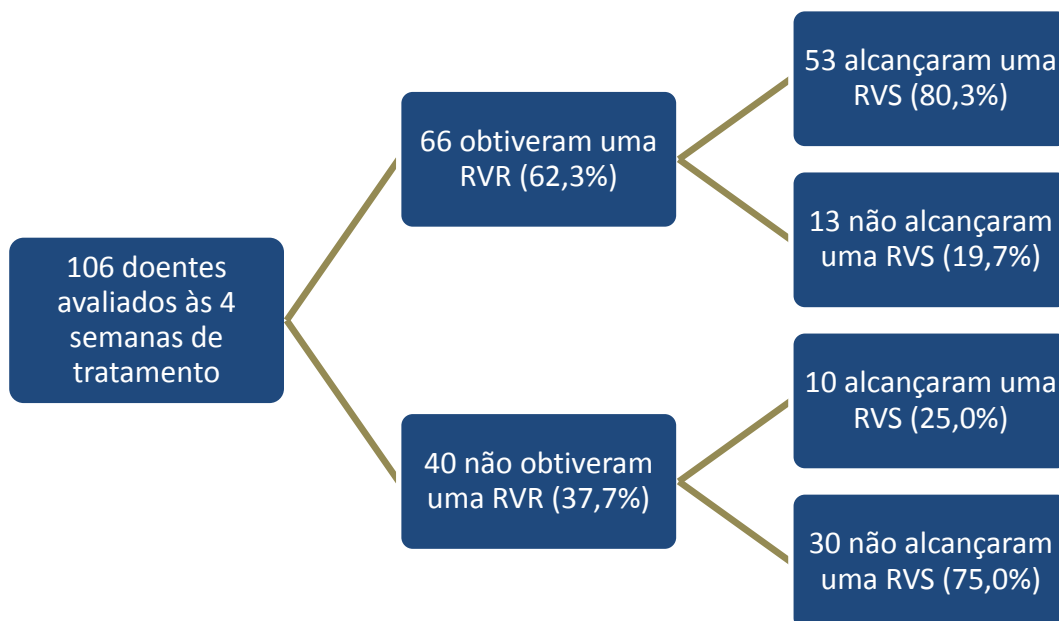 106 doentes
avaliados às 4
semanas de
tratamento
66 obtiveram uma
RVR (62,3%)
53 alcançaram uma
RVS (80,3%)
13 não alcançaram
uma RVS (19,7%)
40 não obtiveram
uma RVR (37,7%)
10 alcançaram uma
RVS (25,0%)
30 não alcançaram
uma RVS (75,0%)